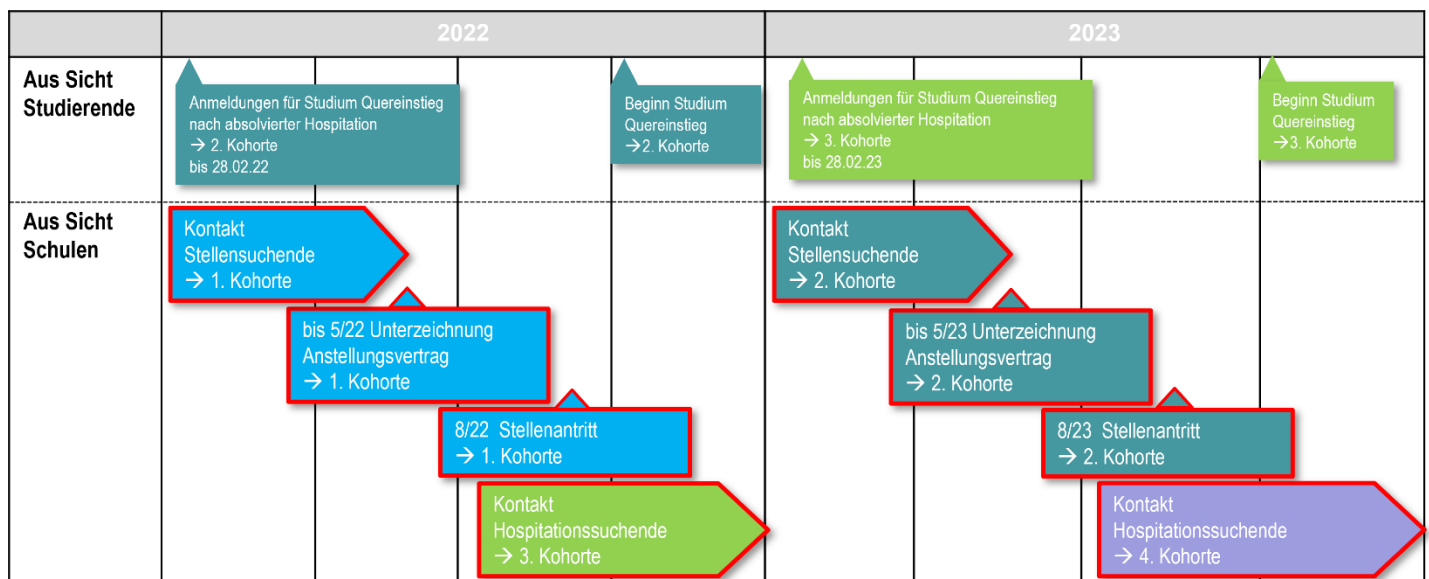 2022
2023
Aus Sicht
Studierende
Anmeldungen für Studium Quereinstieg
nach absolvierter Hospitation
→ 2. Kohorte
bis 28.02.22
Beginn Studium
Quereinstieg
→2. Kohorte
Anmeldungen für Studium Quereinstieg
nach absolvierter Hospitation
→ 3. Kohorte
bis 28.02.23
Beginn Studium
Quereinstieg
→3. Kohorte
Aus Sicht
Schulen
Kontakt
Stellensuchende
→ 1. Kohorte
bis 5/22 Unterzeichnung
Anstellungsvertrag
→ 1. Kohorte
8/22 Stellenantritt
→ 1. Kohorte
Kontakt
Hospitationssuchende
→ 3. Kohorte
Kontakt
Stellensuchende
→ 2. Kohorte
bis 5/23 Unterzeichnung
Anstellungsvertrag
→ 2. Kohorte
8/23 Stellenantritt
→ 2. Kohorte
Kontakt
Hospitationssuchende
→ 4. Kohorte